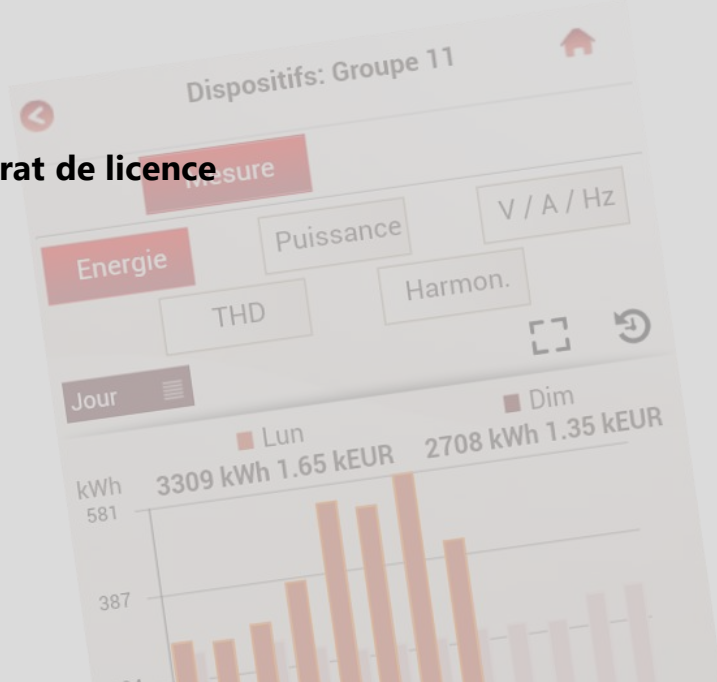 Dispositifs: Groupe 11
rat de licence
Mesure
Energie
Puissance
V / A / Hz
THD
Harmon.
Jour
Lun
Dim
3309 kWh 1.65 kEUR
2708 kWh 1.35 kEUR
kWh
581
387